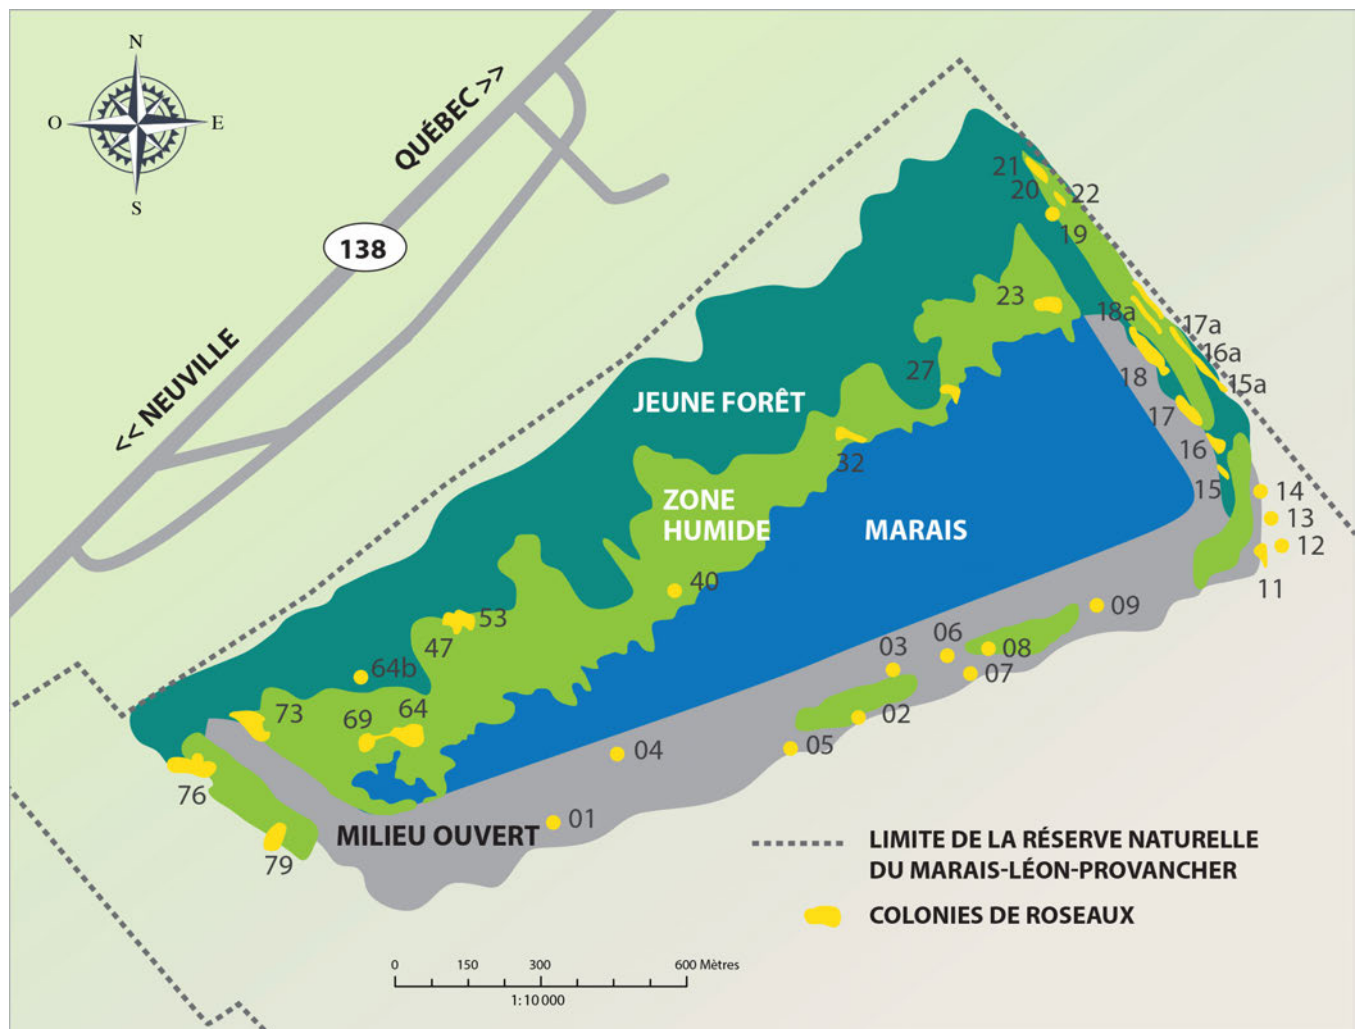 N
O
E
S
QUÉBEC >>
138
<< NEUVILLE
21
20
22
19
23
18a
17a
16a
15a
18
17
16
15
27
JEUNE FORÊT
32
ZONE
HUMIDE
MARAIS
14
13
12
11
40
09
53
47
64b
03
06
08
07
73
69
64
02
05
04
76
79
01
MILIEU OUVERT
LIMITE DE LA RÉSERVE NATURELLE
DU MARAIS-LÉON-PROVANCHER
COLONIES DE ROSEAUX
0 150 300 600 Mètres
1: 10 000